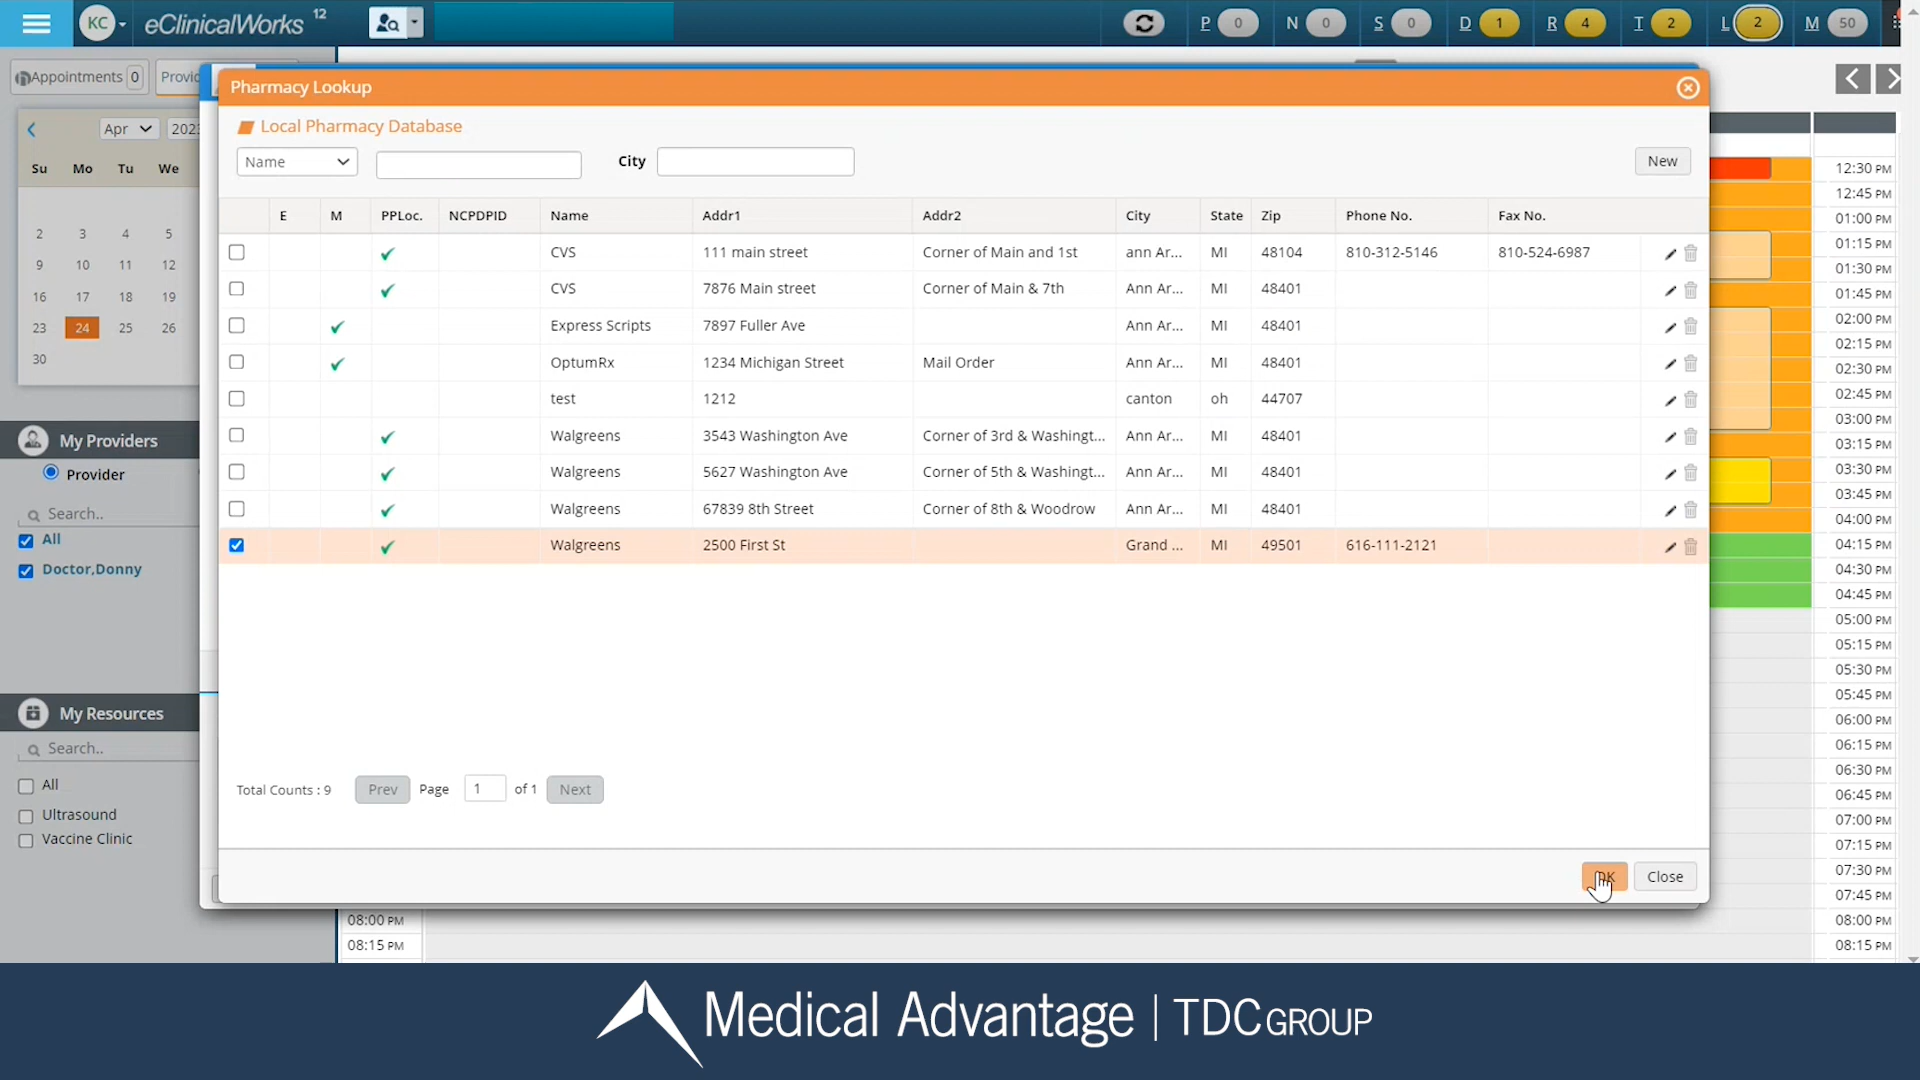 KC eClinicalWorks 12 P 0 N 0 S 0 D 1 R 4 T 2 L 2 M 50
Appointments 0 Provic
Apr 202
Su Mo Tu We
2 3 4 5
9 10 11 12
16 17 18 19
23 24 25 26
30
My Providers
Provider
Search..
All
Doctor,Donny
My Resources
Search..
All
Ultrasound
Vaccine Clinic
Pharmacy Lookup
Local Pharmacy Database
Name City New
E M PPLoc. NCPDPID Name Addr1 Addr2 City State Zip Phone No. Fax No.
CVS 111 main street Corner of Main and 1st ann Ar... MI 48104 810-312-5146 810-524-6987
CVS 7876 Main street Corner of Main & 7th Ann Ar... MI 48401
Express Scripts 7897 Fuller Ave Ann Ar... MI 48401
OptumRx 1234 Michigan Street Mail Order Ann Ar... MI 48401
test 1212 canton oh 44707
Walgreens 3543 Washington Ave Corner of 3rd & Washingt... Ann Ar... MI 48401
Walgreens 5627 Washington Ave Corner of 5th & Washingt... Ann Ar... MI 48401
Walgreens 67839 8th Street Corner of 8th & Woodrow Ann Ar... MI 48401
Walgreens 2500 First St Grand ... MI 49501 616-111-2121
Total Counts : 9 Prev Page 1 of 1 Next
OK Close
08:00 PM
08:15 PM
12:30 PM
12:45 PM
01:00 PM
01:15 PM
01:30 PM
01:45 PM
02:00 PM
02:15 PM
02:30 PM
02:45 PM
03:00 PM
03:15 PM
03:30 PM
03:45 PM
04:00 PM
04:15 PM
04:30 PM
04:45 PM
05:00 PM
05:15 PM
05:30 PM
05:45 PM
06:00 PM
06:15 PM
06:30 PM
06:45 PM
07:00 PM
07:15 PM
07:30 PM
07:45 PM
08:00 PM
08:15 PM
Medical Advantage | TDC GROUP